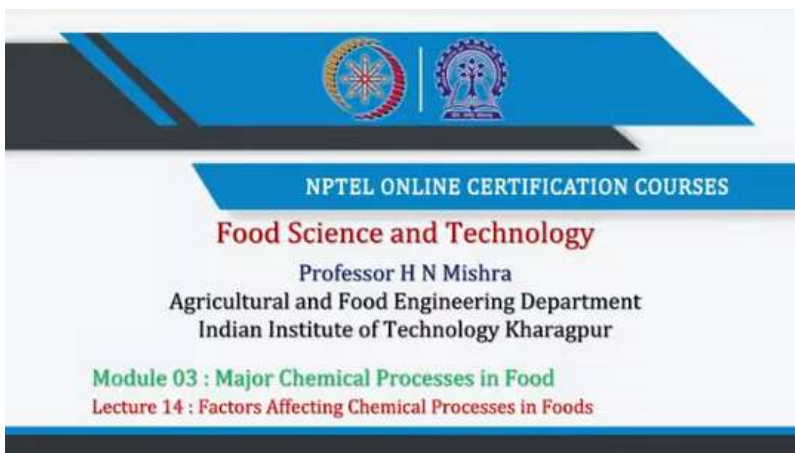 NPTEL ONLINE CERTIFICATION COURSES
Food Science and Technology
Professor H N Mishra
Agricultural and Food Engineering Department
Indian Institute of Technology Kharagpur
Module 03 : Major Chemical Processes in Food
Lecture 14 : Factors Affecting Chemical Processes in Foods